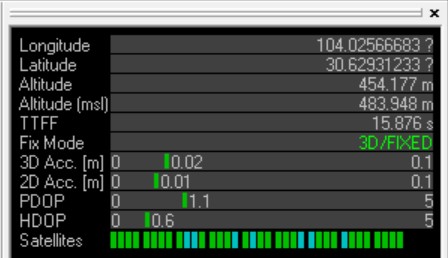 Longitude 104.02566683 ?
Latitude 30.62931233 ?
Altitude 454.177 m
Altitude (msl) 483.948 m
TTFF 15.876 s
Fix Mode 3D/FIXED
3D Acc. [m] 0 0.02 0.1
2D Acc. [m] 0 0.01 0.1
PDOP 0 1.1 5
HDOP 0 0.6 5
Satellites